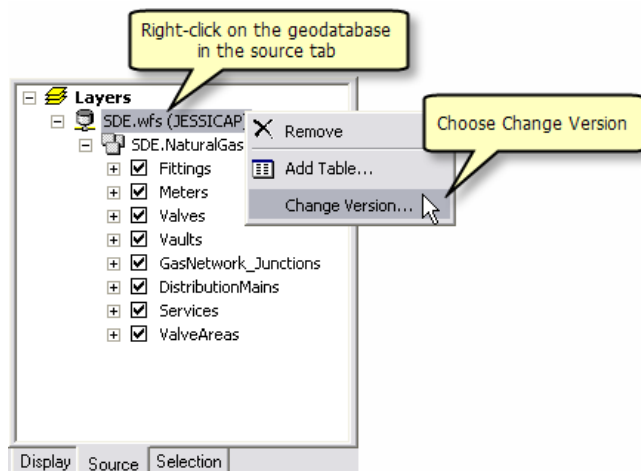 Right-click on the geodatabase
in the source tab
Layers
SDE.wfs (JESSICAP)
Remove
Choose Change Version
SDE.NaturalGas
Fittings
Add Table...
Meters
Valves
Change Version...
Vaults
GasNetwork_Junctions
DistributionMains
Services
ValveAreas
Display
Source
Selection